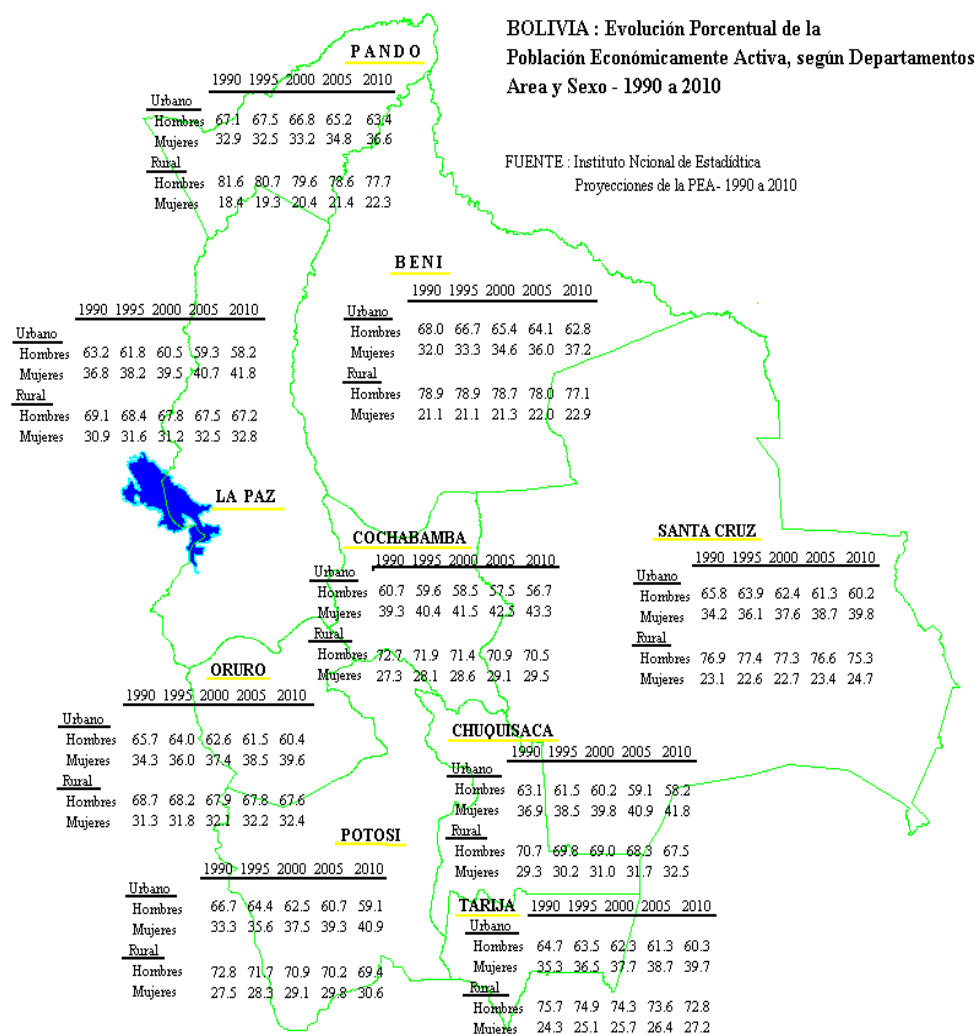 BOLIVIA : Evolución Porcentual de la
Población Económicamente Activa, según Departamentos
Area y Sexo - 1990 a 2010
FUENTE : Instituto Ncional de Estadídtica
Proyecciones de la PEA- 1990 a 2010
PANDO
1990 1995 2000 2005 2010
Urbano
Hombres 67.1 67.5 66.8 65.2 63.4
Mujeres 32.9 32.5 33.2 34.8 36.6
Rural
Hombres 81.6 80.7 79.6 78.6 77.7
Mujeres 18.4 19.3 20.4 21.4 22.3
BENI
1990 1995 2000 2005 2010
Urbano
Hombres 68.0 66.7 65.4 64.1 62.8
Mujeres 32.0 33.3 34.6 36.0 37.2
Rural
Hombres 78.9 78.9 78.7 78.0 77.1
Mujeres 21.1 21.1 21.3 22.0 22.9
1990 1995 2000 2005 2010
Urbano
Hombres 63.2 61.8 60.5 59.3 58.2
Mujeres 36.8 38.2 39.5 40.7 41.8
Rural
Hombres 69.1 68.4 67.8 67.5 67.2
Mujeres 30.9 31.6 31.2 32.5 32.8
LA PAZ
COCHABAMBA
1990 1995 2000 2005 2010
Urbano
Hombres 60.7 59.6 58.5 57.5 56.7
Mujeres 39.3 40.4 41.5 42.5 43.3
Rural
Hombres 72.7 71.9 71.4 70.9 70.5
Mujeres 27.3 28.1 28.6 29.1 29.5
SANTA CRUZ
1990 1995 2000 2005 2010
Urbano
Hombres 65.8 63.9 62.4 61.3 60.2
Mujeres 34.2 36.1 37.6 38.7 39.8
Rural
Hombres 76.9 77.4 77.3 76.6 75.3
Mujeres 23.1 22.6 22.7 23.4 24.7
ORURO
1990 1995 2000 2005 2010
Urbano
Hombres 65.7 64.0 62.6 61.5 60.4
Mujeres 34.3 36.0 37.4 38.5 39.6
Rural
Hombres 68.7 68.2 67.9 67.8 67.6
Mujeres 31.3 31.8 32.1 32.2 32.4
CHUQUISACA
1990 1995 2000 2005 2010
Urbano
Hombres 63.1 61.5 60.2 59.1 58.2
Mujeres 36.9 38.5 39.8 40.9 41.8
Rural
Hombres 70.7 69.8 69.0 68.3 67.5
Mujeres 29.3 30.2 31.0 31.7 32.5
POTOSI
1990 1995 2000 2005 2010
Urbano
Hombres 66.7 64.4 62.5 60.7 59.1
Mujeres 33.3 35.6 37.5 39.3 40.9
Rural
Hombres 72.8 71.7 70.9 70.2 69.4
Mujeres 27.5 28.3 29.1 29.8 30.6
TARIJA 1990 1995 2000 2005 2010
Urbano
Hombres 64.7 63.5 62.3 61.3 60.3
Mujeres 35.3 36.5 37.7 38.7 39.7
Rural
Hombres 75.7 74.9 74.3 73.6 72.8
Mujeres 24.3 25.1 25.7 26.4 27.2